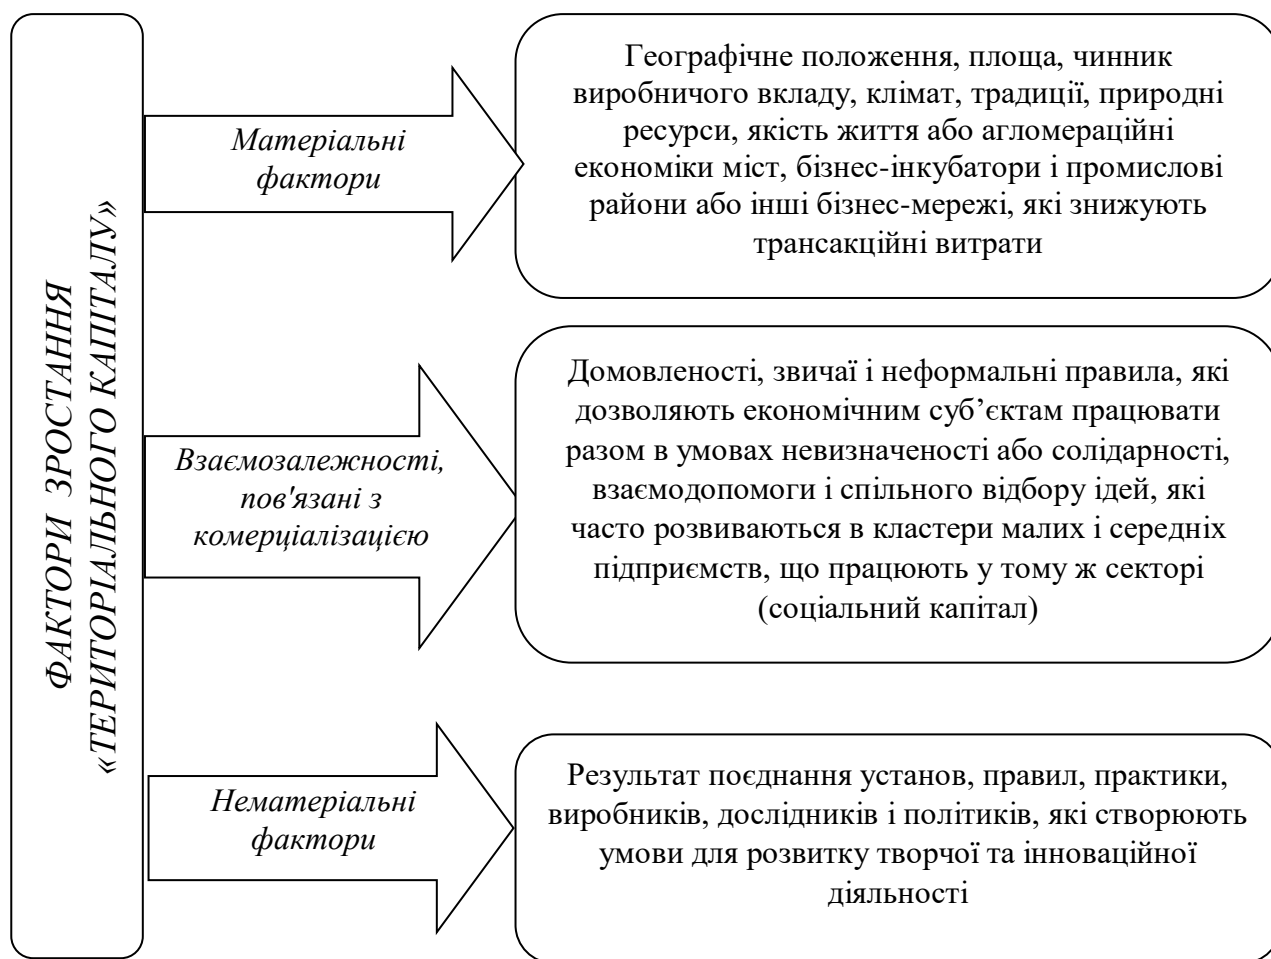 ФАКТОРИ ЗРОСТАННЯ
«ТЕРИТОРІАЛЬНОГО КАПІТАЛУ»
Матеріальні
фактори
Географічне положення, площа, чинник
виробничого вкладу, клімат, традиції, природні
ресурси, якість життя або агломераційні
економіки міст, бізнес-інкубатори і промислові
райони або інші бізнес-мережі, які знижують
трансакційні витрати
Взаємозалежності,
пов'язані з
комерціалізацією
Домовленості, звичаї і неформальні правила, які
дозволяють економічним суб’єктам працювати
разом в умовах невизначеності або солідарності,
взаємодопомоги і спільного відбору ідей, які
часто розвиваються в кластери малих і середніх
підприємств, що працюють у тому ж секторі
(соціальний капітал)
Нематеріальні
фактори
Результат поєднання установ, правил, практики,
виробників, дослідників і політиків, які створюють
умови для розвитку творчої та інноваційної
діяльності